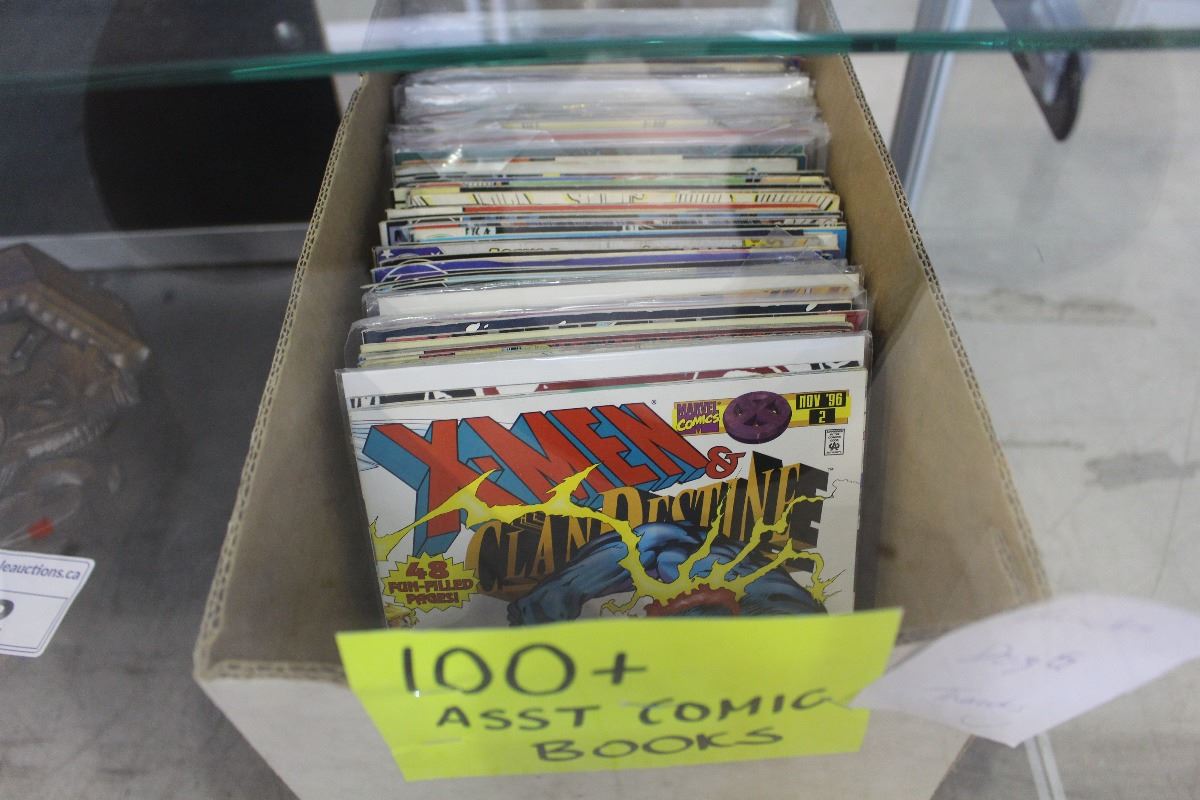 MARVEL
COMICS
NOV '96
2
X-MEN
&
CLANDESTINE
48
FUN-FILLED
PAGES!
leauctions.ca
100+
ASST COMIC
BOOKS